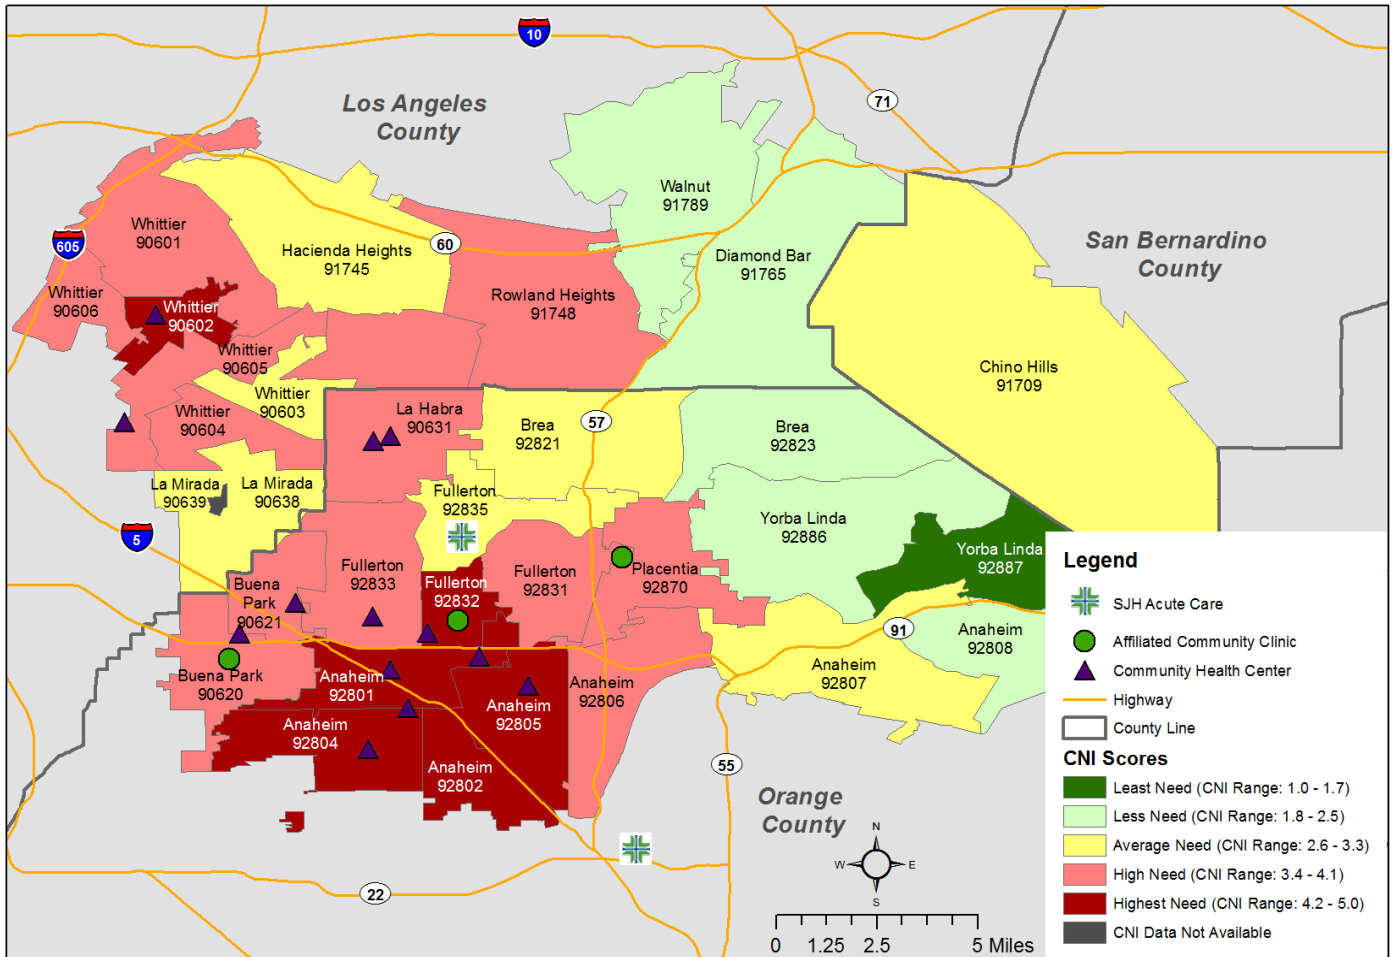 10
Los Angeles
County
71
Walnut
91789
Whittier
90601
605
Hacienda Heights
91745
60
Diamond Bar
91765
San Bernardino
County
Whittier
90606
Whittier
90602
Rowland Heights
91748
Whittier
90605
Chino Hills
91709
Whittier
90603
Whittier
90604
La Habra
90631
57
Brea
92821
Brea
92823
La Mirada
90639
La Mirada
90638
Fullerton
92835
Yorba Linda
92886
5
Yorba Linda
92887
Fullerton
92833
Fullerton
92832
Fullerton
92831
Placentia
92870
Buena
Park
90621
91
Anaheim
92808
Buena Park
90620
Anaheim
92801
Anaheim
92805
Anaheim
92806
Anaheim
92807
Anaheim
92804
Anaheim
92802
55
Orange
County
22
N
W
E
S
0 1.25 2.5 5 Miles
Legend
SJH Acute Care
Affiliated Community Clinic
Community Health Center
Highway
County Line
CNI Scores
Least Need (CNI Range: 1.0 - 1.7)
Less Need (CNI Range: 1.8 - 2.5)
Average Need (CNI Range: 2.6 - 3.3)
High Need (CNI Range: 3.4 - 4.1)
Highest Need (CNI Range: 4.2 - 5.0)
CNI Data Not Available